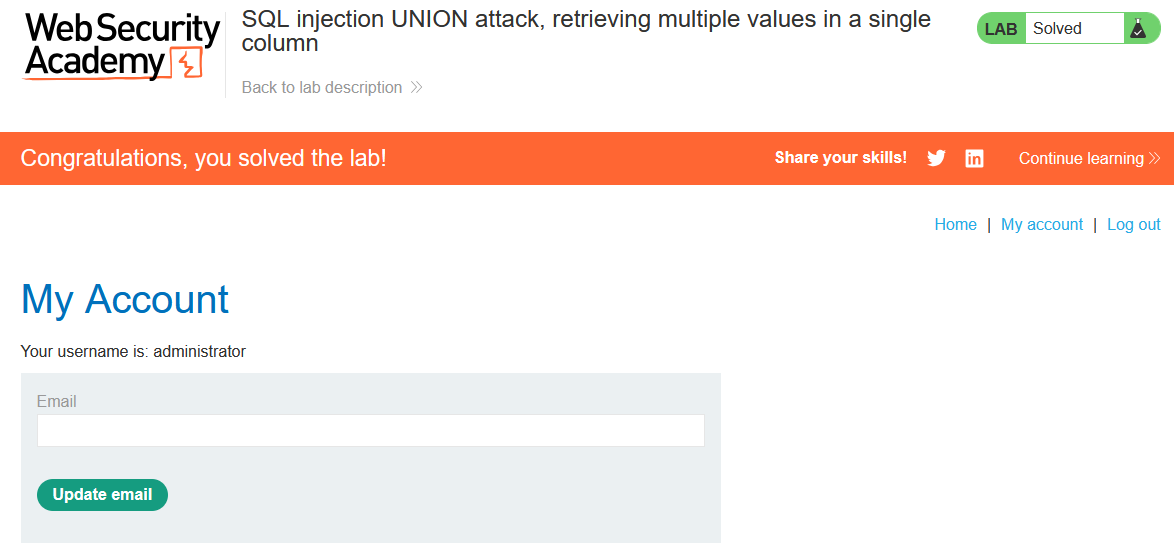 Web Security
Academy
SQL injection UNION attack, retrieving multiple values in a single
column
Back to lab description
LAB Solved
Congratulations, you solved the lab!
Share your skills!
Continue learning
Home | My account | Log out
My Account
Your username is: administrator
Email
Update email